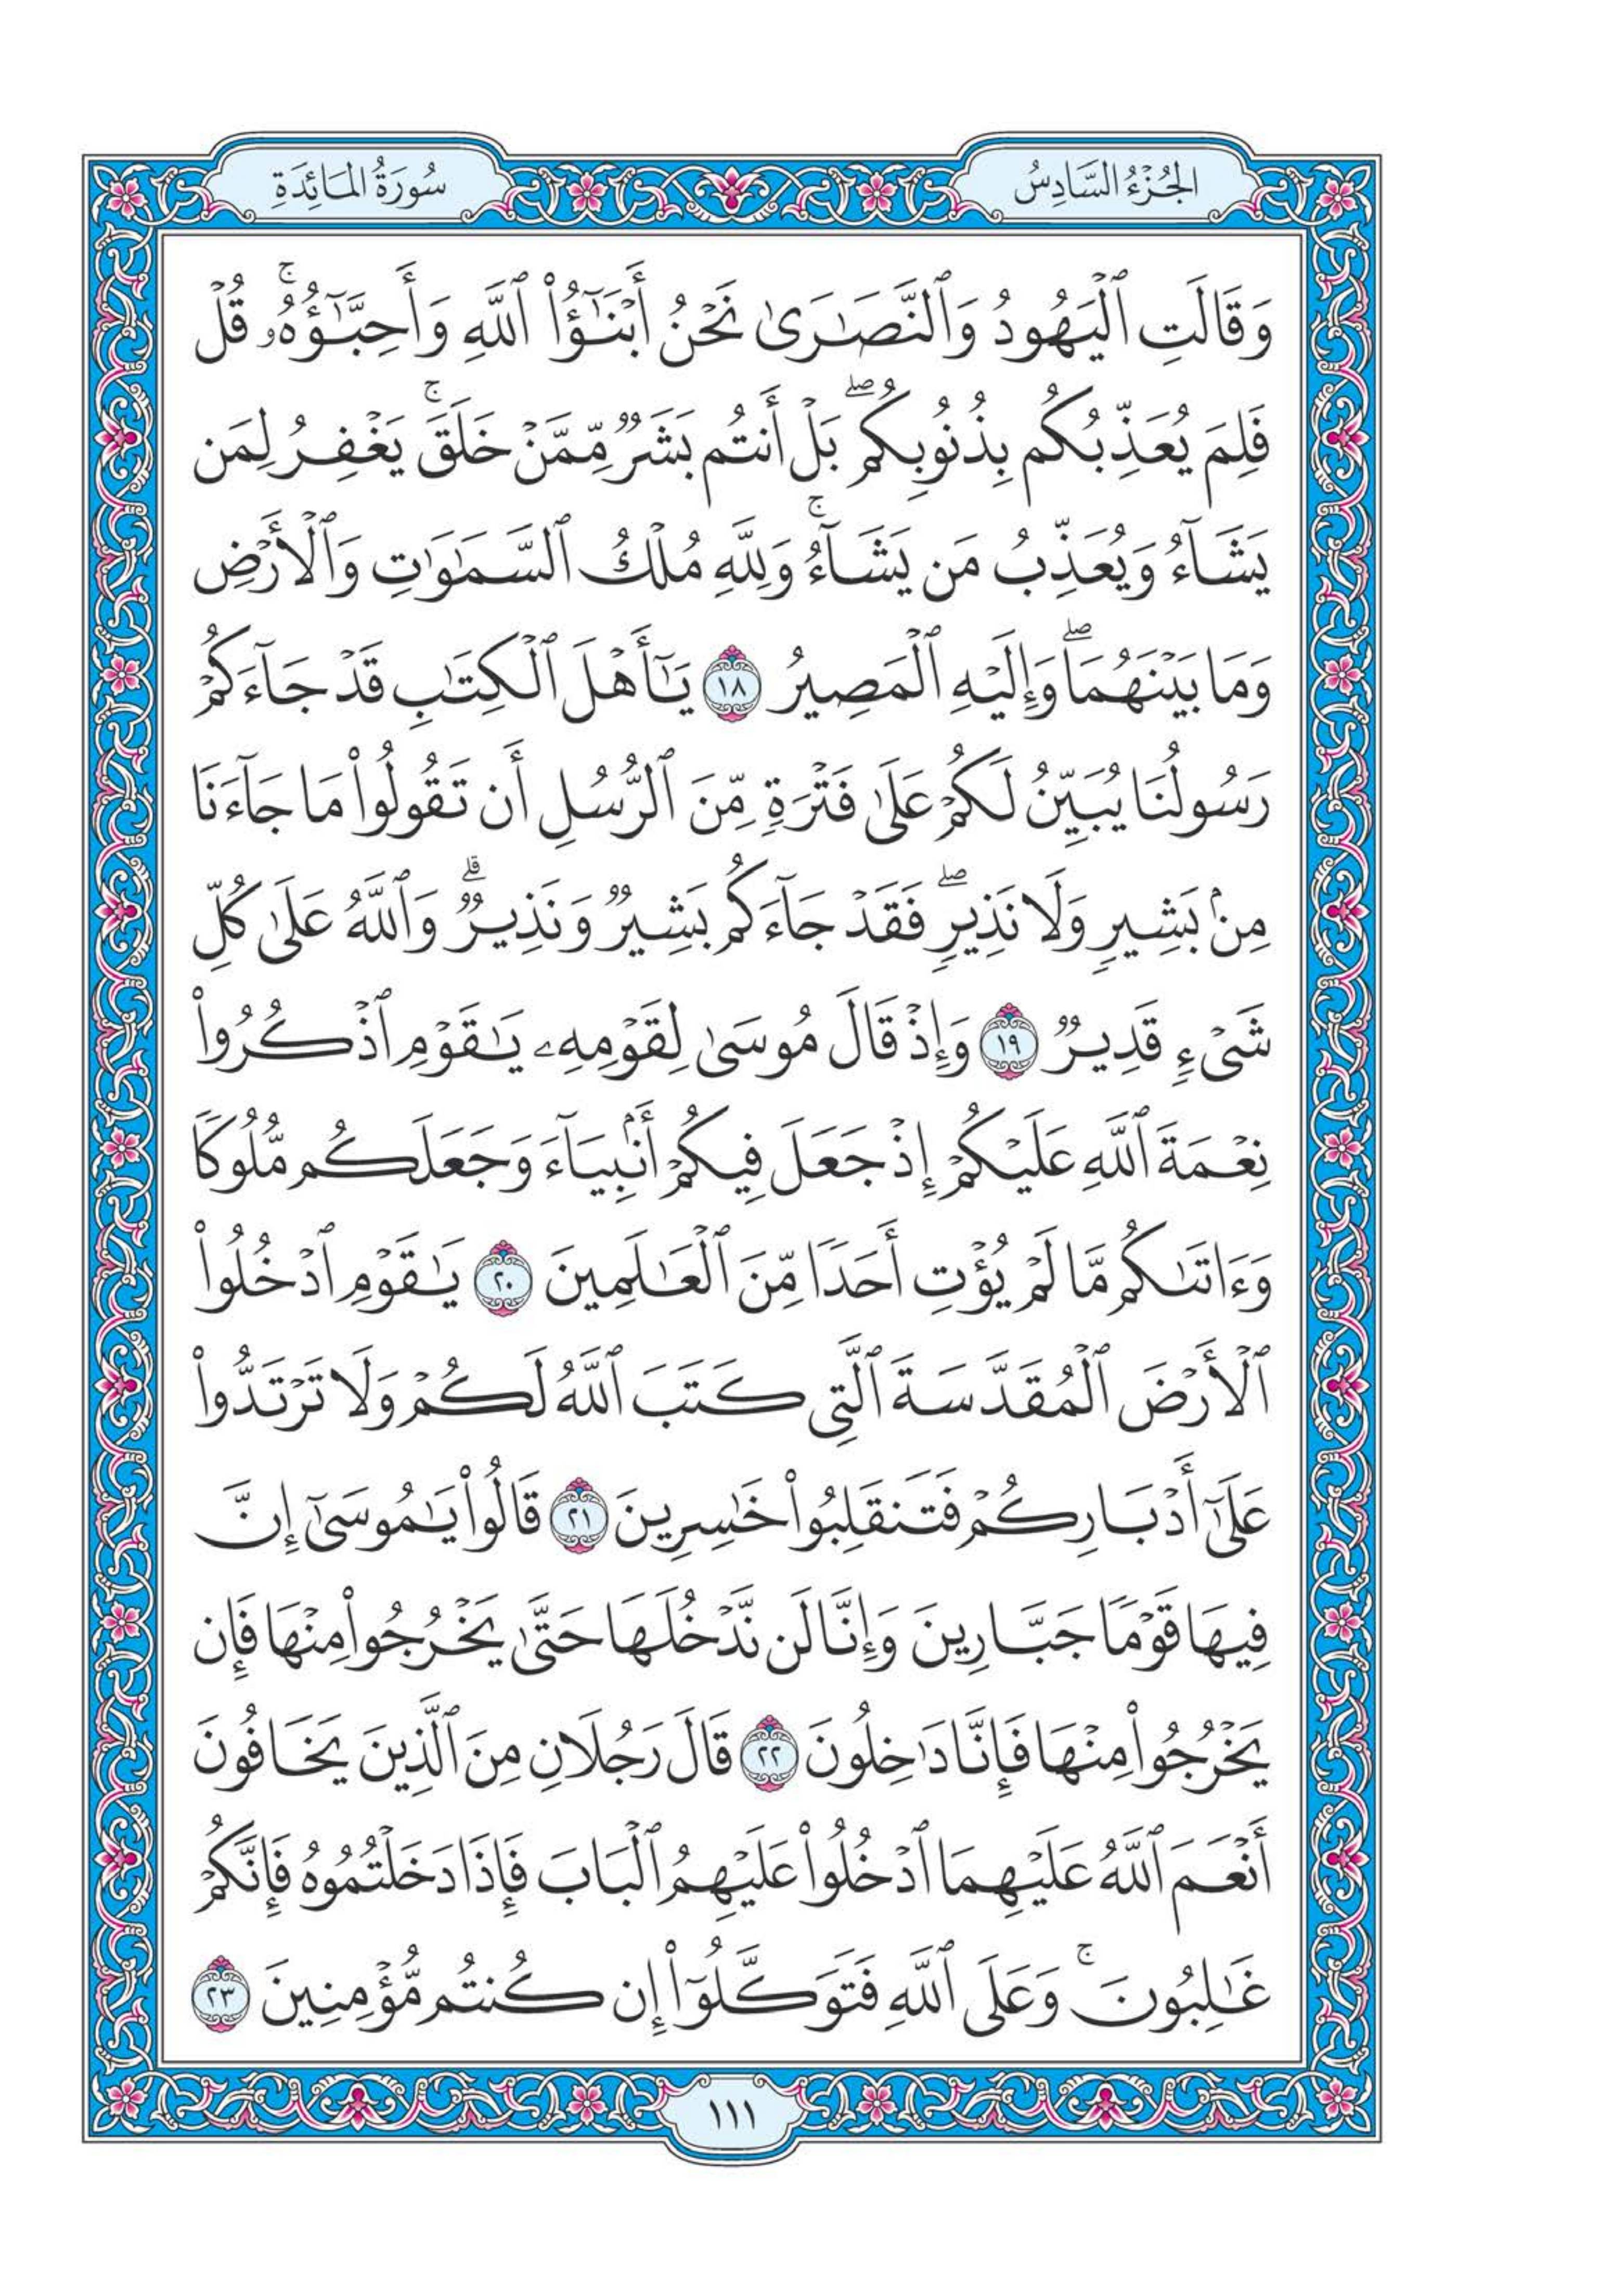 الجُزْءُ السَّادِسُ
سُورَةُ المَائِدَةِ
وَقَالَتِ ٱلْيَهُودُ وَٱلنَّصَٰرَىٰ نَحْنُ أَبْنَٰٓؤُا۟ ٱللَّهِ وَأَحِبَّٰٓؤُهُۥ ۚ قُلْ
فَلِمَ يُعَذِّبُكُم بِذُنُوبِكُم ۖ بَلْ أَنتُم بَشَرٌ مِّمَّنْ خَلَقَ ۚ يَغْفِرُ لِمَن
يَشَآءُ وَيُعَذِّبُ مَن يَشَآءُ ۚ وَلِلَّهِ مُلْكُ ٱلسَّمَٰوَٰتِ وَٱلْأَرْضِ
وَمَا بَيْنَهُمَا ۖ وَإِلَيْهِ ٱلْمَصِيرُ ١٨ يَٰٓأَهْلَ ٱلْكِتَٰبِ قَدْ جَآءَكُمْ
رَسُولُنَا يُبَيِّنُ لَكُمْ عَلَىٰ فَتْرَةٍ مِّنَ ٱلرُّسُلِ أَن تَقُولُوا۟ مَا جَآءَنَا
مِنۢ بَشِيرٍ وَلَا نَذِيرٍ ۖ فَقَدْ جَآءَكُم بَشِيرٌ وَنَذِيرٌ ۗ وَٱللَّهُ عَلَىٰ كُلِّ
شَىْءٍ قَدِيرٌ ١٩ وَإِذْ قَالَ مُوسَىٰ لِقَوْمِهِۦ يَٰقَوْمِ ٱذْكُرُوا۟
نِعْمَةَ ٱللَّهِ عَلَيْكُمْ إِذْ جَعَلَ فِيكُمْ أَنۢبِيَآءَ وَجَعَلَكُم مُّلُوكًا
وَءَاتَىٰكُم مَّا لَمْ يُؤْتِ أَحَدًا مِّنَ ٱلْعَٰلَمِينَ ٢٠ يَٰقَوْمِ ٱدْخُلُوا۟
ٱلْأَرْضَ ٱلْمُقَدَّسَةَ ٱلَّتِى كَتَبَ ٱللَّهُ لَكُمْ وَلَا تَرْتَدُّوا۟
عَلَىٰٓ أَدْبَارِكُمْ فَتَنقَلِبُوا۟ خَٰسِرِينَ ٢١ قَالُوا۟ يَٰمُوسَىٰٓ إِنَّ
فِيهَا قَوْمًا جَبَّارِينَ وَإِنَّا لَن نَّدْخُلَهَا حَتَّىٰ يَخْرُجُوا۟ مِنْهَا فَإِن
يَخْرُجُوا۟ مِنْهَا فَإِنَّا دَٰخِلُونَ ٢٢ قَالَ رَجُلَانِ مِنَ ٱلَّذِينَ يَخَافُونَ
أَنْعَمَ ٱللَّهُ عَلَيْهِمَا ٱدْخُلُوا۟ عَلَيْهِمُ ٱلْبَابَ فَإِذَا دَخَلْتُمُوهُ فَإِنَّكُمْ
غَٰلِبُونَ ۚ وَعَلَى ٱللَّهِ فَتَوَكَّلُوٓا۟ إِن كُنتُم مُّؤْمِنِينَ ٢٣
١١١